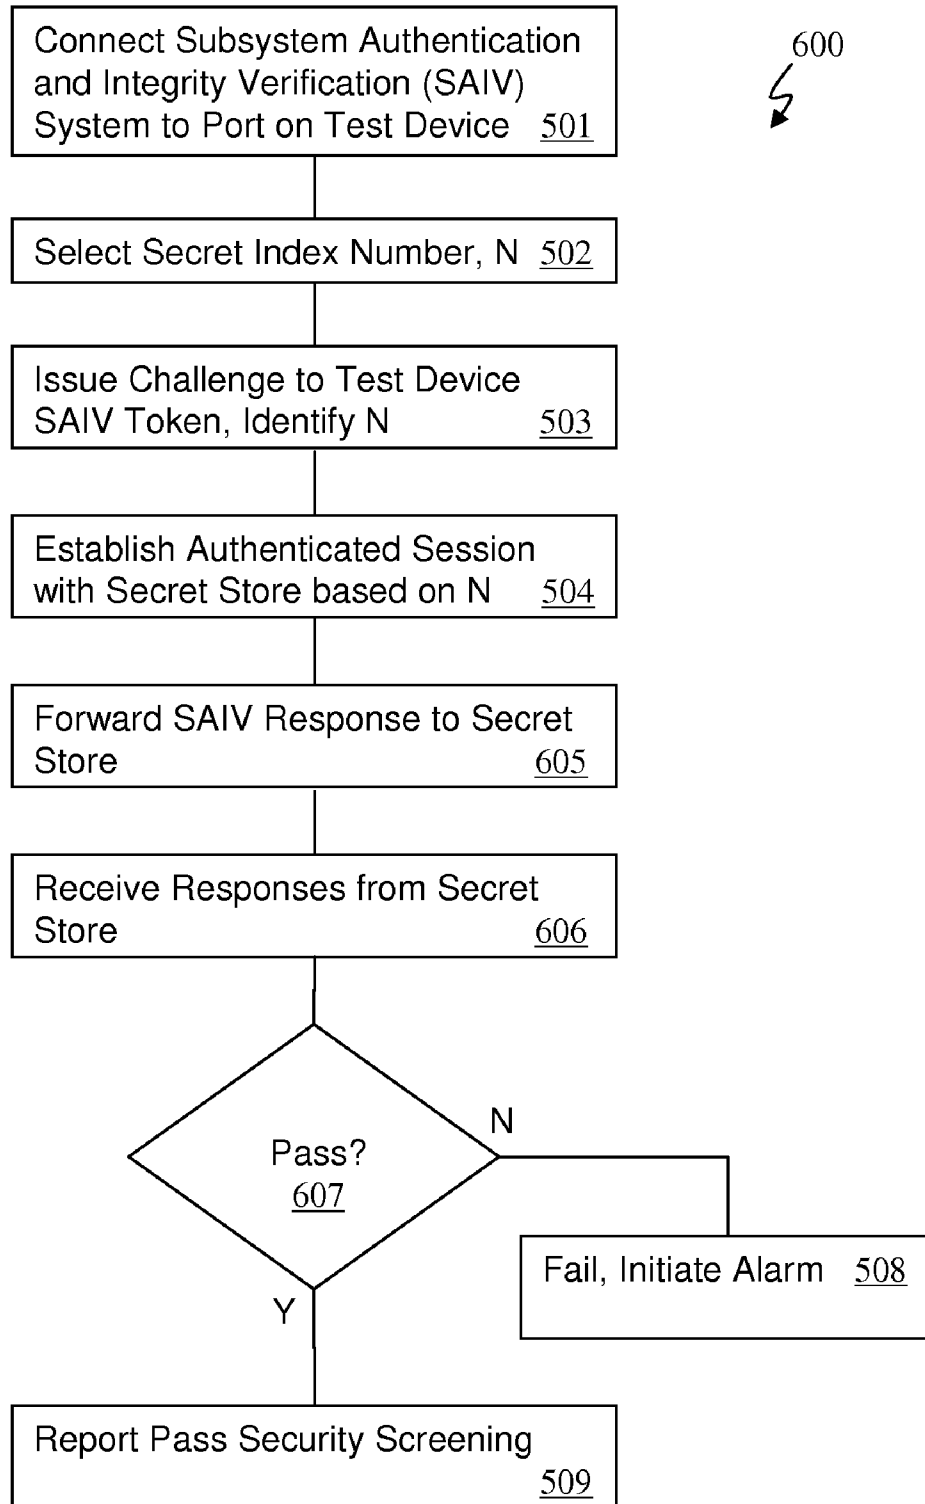 Connect Subsystem Authentication
and Integrity Verification (SAIV)
System to Port on Test Device 501
600
Select Secret Index Number, N 502
Issue Challenge to Test Device
SAIV Token, Identify N 503
Establish Authenticated Session
with Secret Store based on N 504
Forward SAIV Response to Secret
Store 605
Receive Responses from Secret
Store 606
N
Pass?
607
Fail, Initiate Alarm 508
Y
Report Pass Security Screening
509